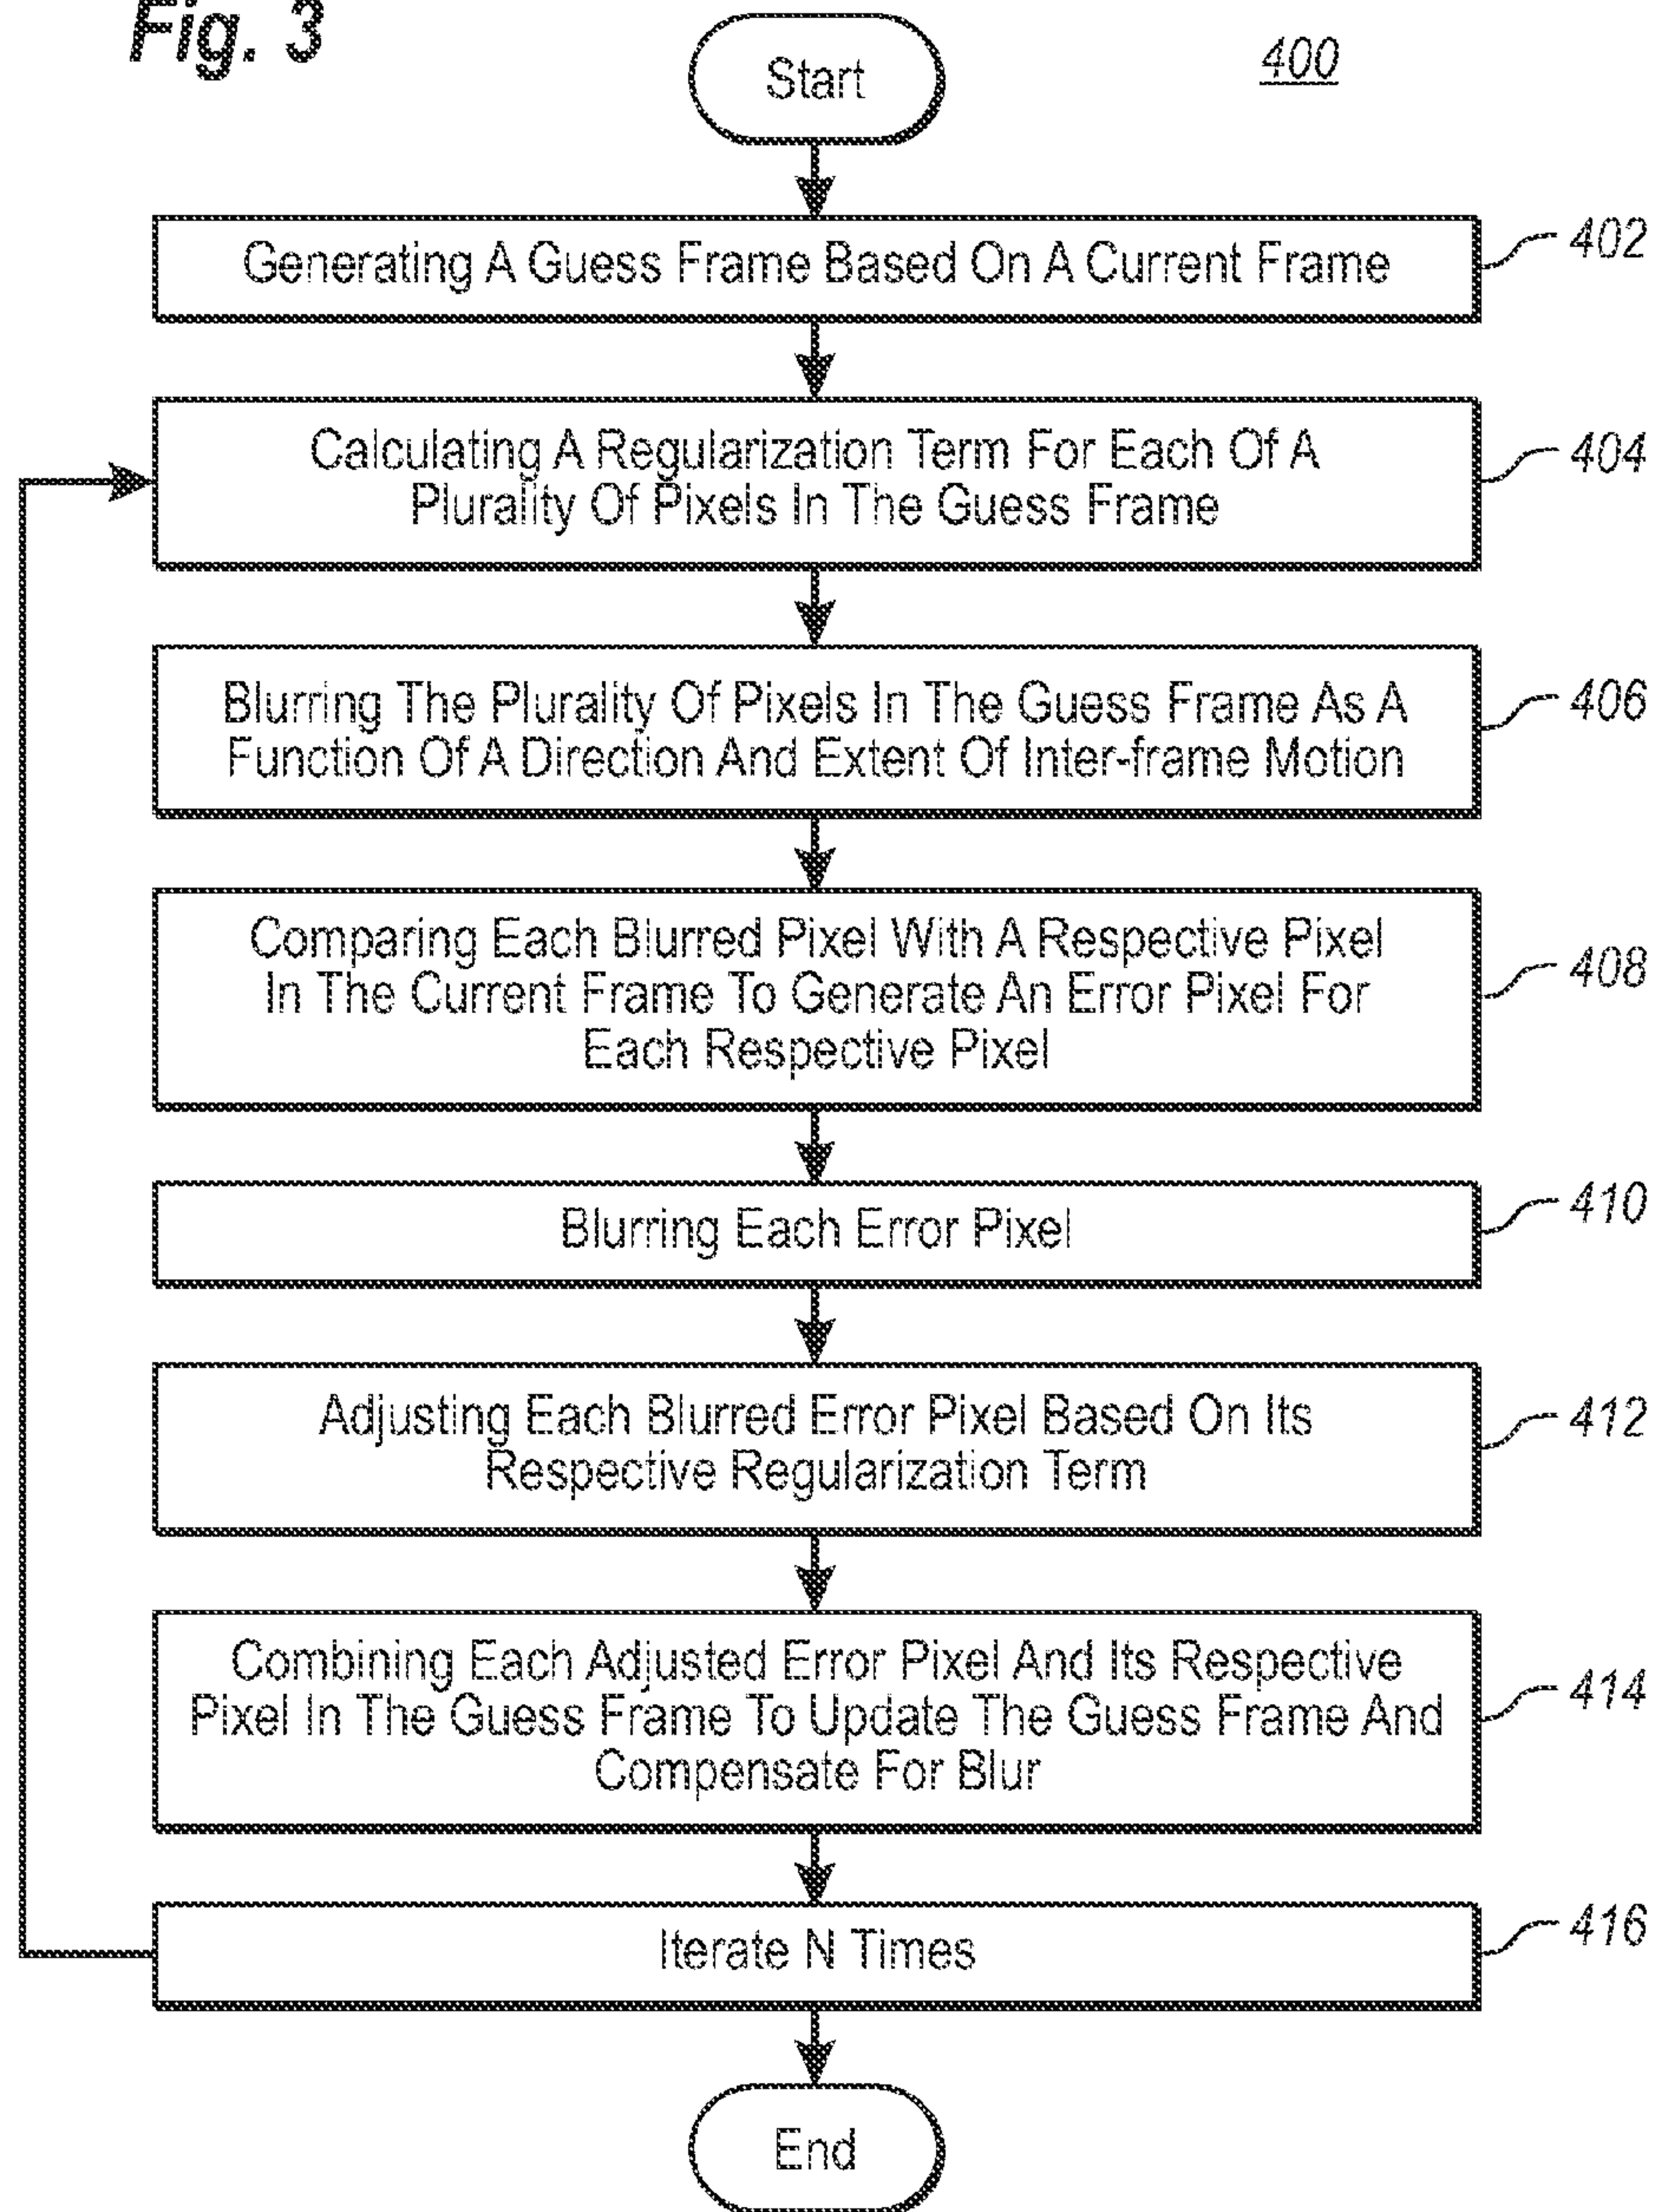 Fig. 3
400
Start
Generating A Guess Frame Based On A Current Frame
402
Calculating A Regularization Term For Each Of A
Plurality Of Pixels In The Guess Frame
404
Blurring The Plurality Of Pixels In The Guess Frame As A
Function Of A Direction And Extent Of Inter-frame Motion
406
Comparing Each Blurred Pixel With A Respective Pixel
In The Current Frame To Generate An Error Pixel For
Each Respective Pixel
408
Blurring Each Error Pixel
410
Adjusting Each Blurred Error Pixel Based On Its
Respective Regularization Term
412
Combining Each Adjusted Error Pixel And Its Respective
Pixel In The Guess Frame To Update The Guess Frame And
Compensate For Blur
414
Iterate N Times
416
End